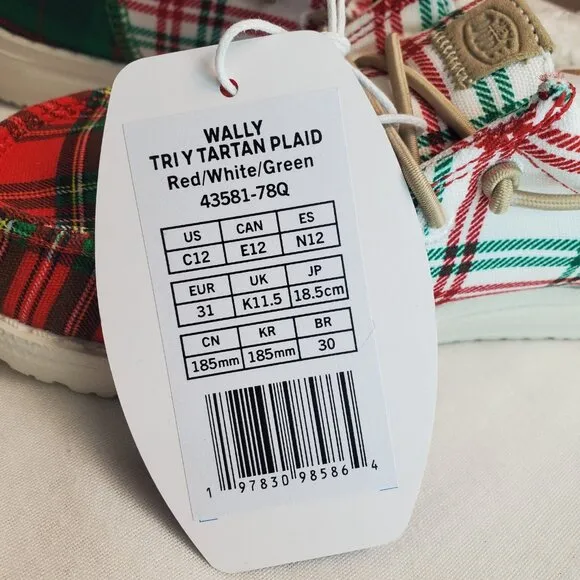 WALLY
TRI Y TARTAN PLAID
Red/White/Green
43581-78Q
US CAN ES
C12 E12 N12
EUR UK JP
31 K11.5 18.5cm
CN KR BR
185mm 185mm 30
1 97830 98586 4